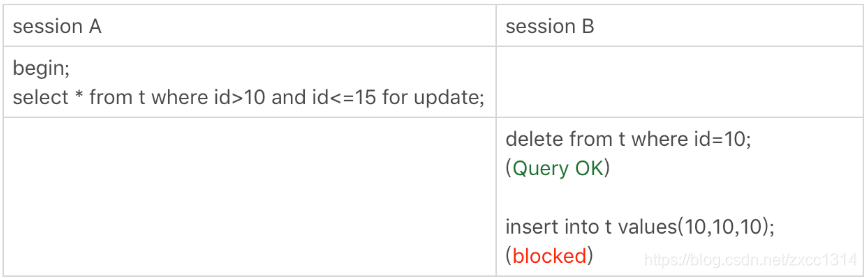 session A
session B
begin;
select * from t where id>10 and id<=15 for update;
delete from t where id=10;
(Query OK)
insert into t values(10,10,10);
(blocked)
https://blog.csdn.net/zxcc1314